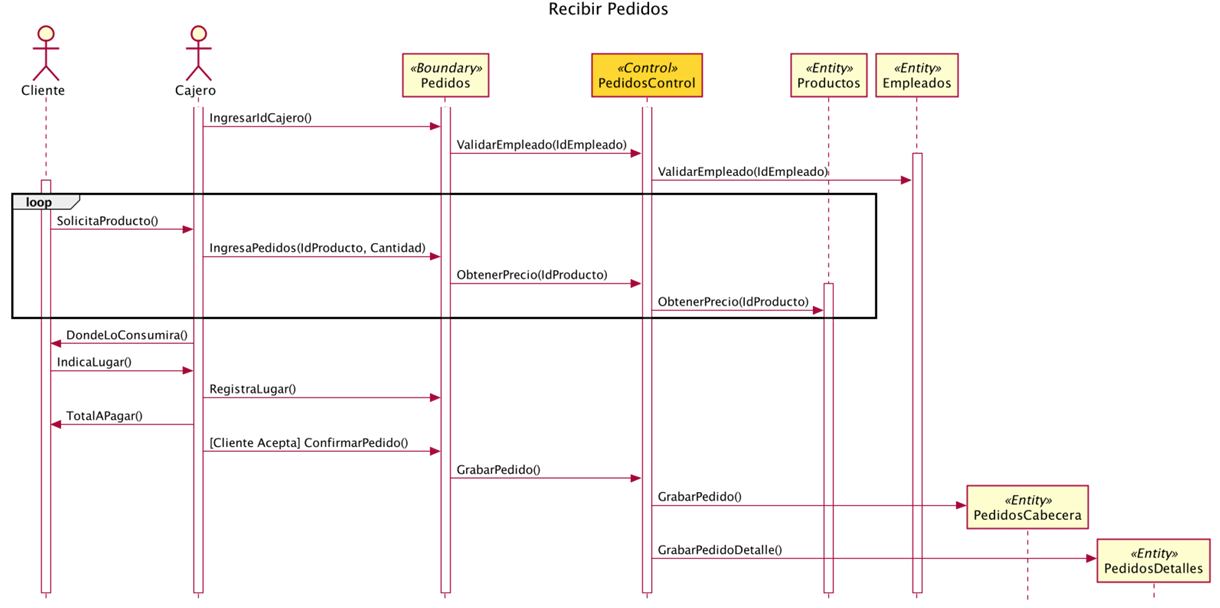 Recibir Pedidos
Cliente
Cajero
«Boundary»
Pedidos
«Control»
PedidosControl
«Entity»
Productos
«Entity»
Empleados
IngresarIdCajero()
ValidarEmpleado(IdEmpleado)
ValidarEmpleado(IdEmpleado)
loop
SolicitaProducto()
IngresaPedidos(IdProducto, Cantidad)
ObtenerPrecio(IdProducto)
ObtenerPrecio(IdProducto)
DondeLoConsumira()
IndicaLugar()
RegistraLugar()
TotalAPagar()
[Cliente Acepta] ConfirmarPedido()
GrabarPedido()
GrabarPedido()
«Entity»
PedidosCabecera
GrabarPedidoDetalle()
«Entity»
PedidosDetalles